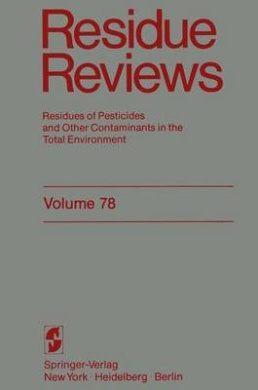 Residue
Reviews
Residues of Pesticides
and Other Contaminants in the
Total Environment
Volume 78
Springer-Verlag
New York · Heidelberg · Berlin